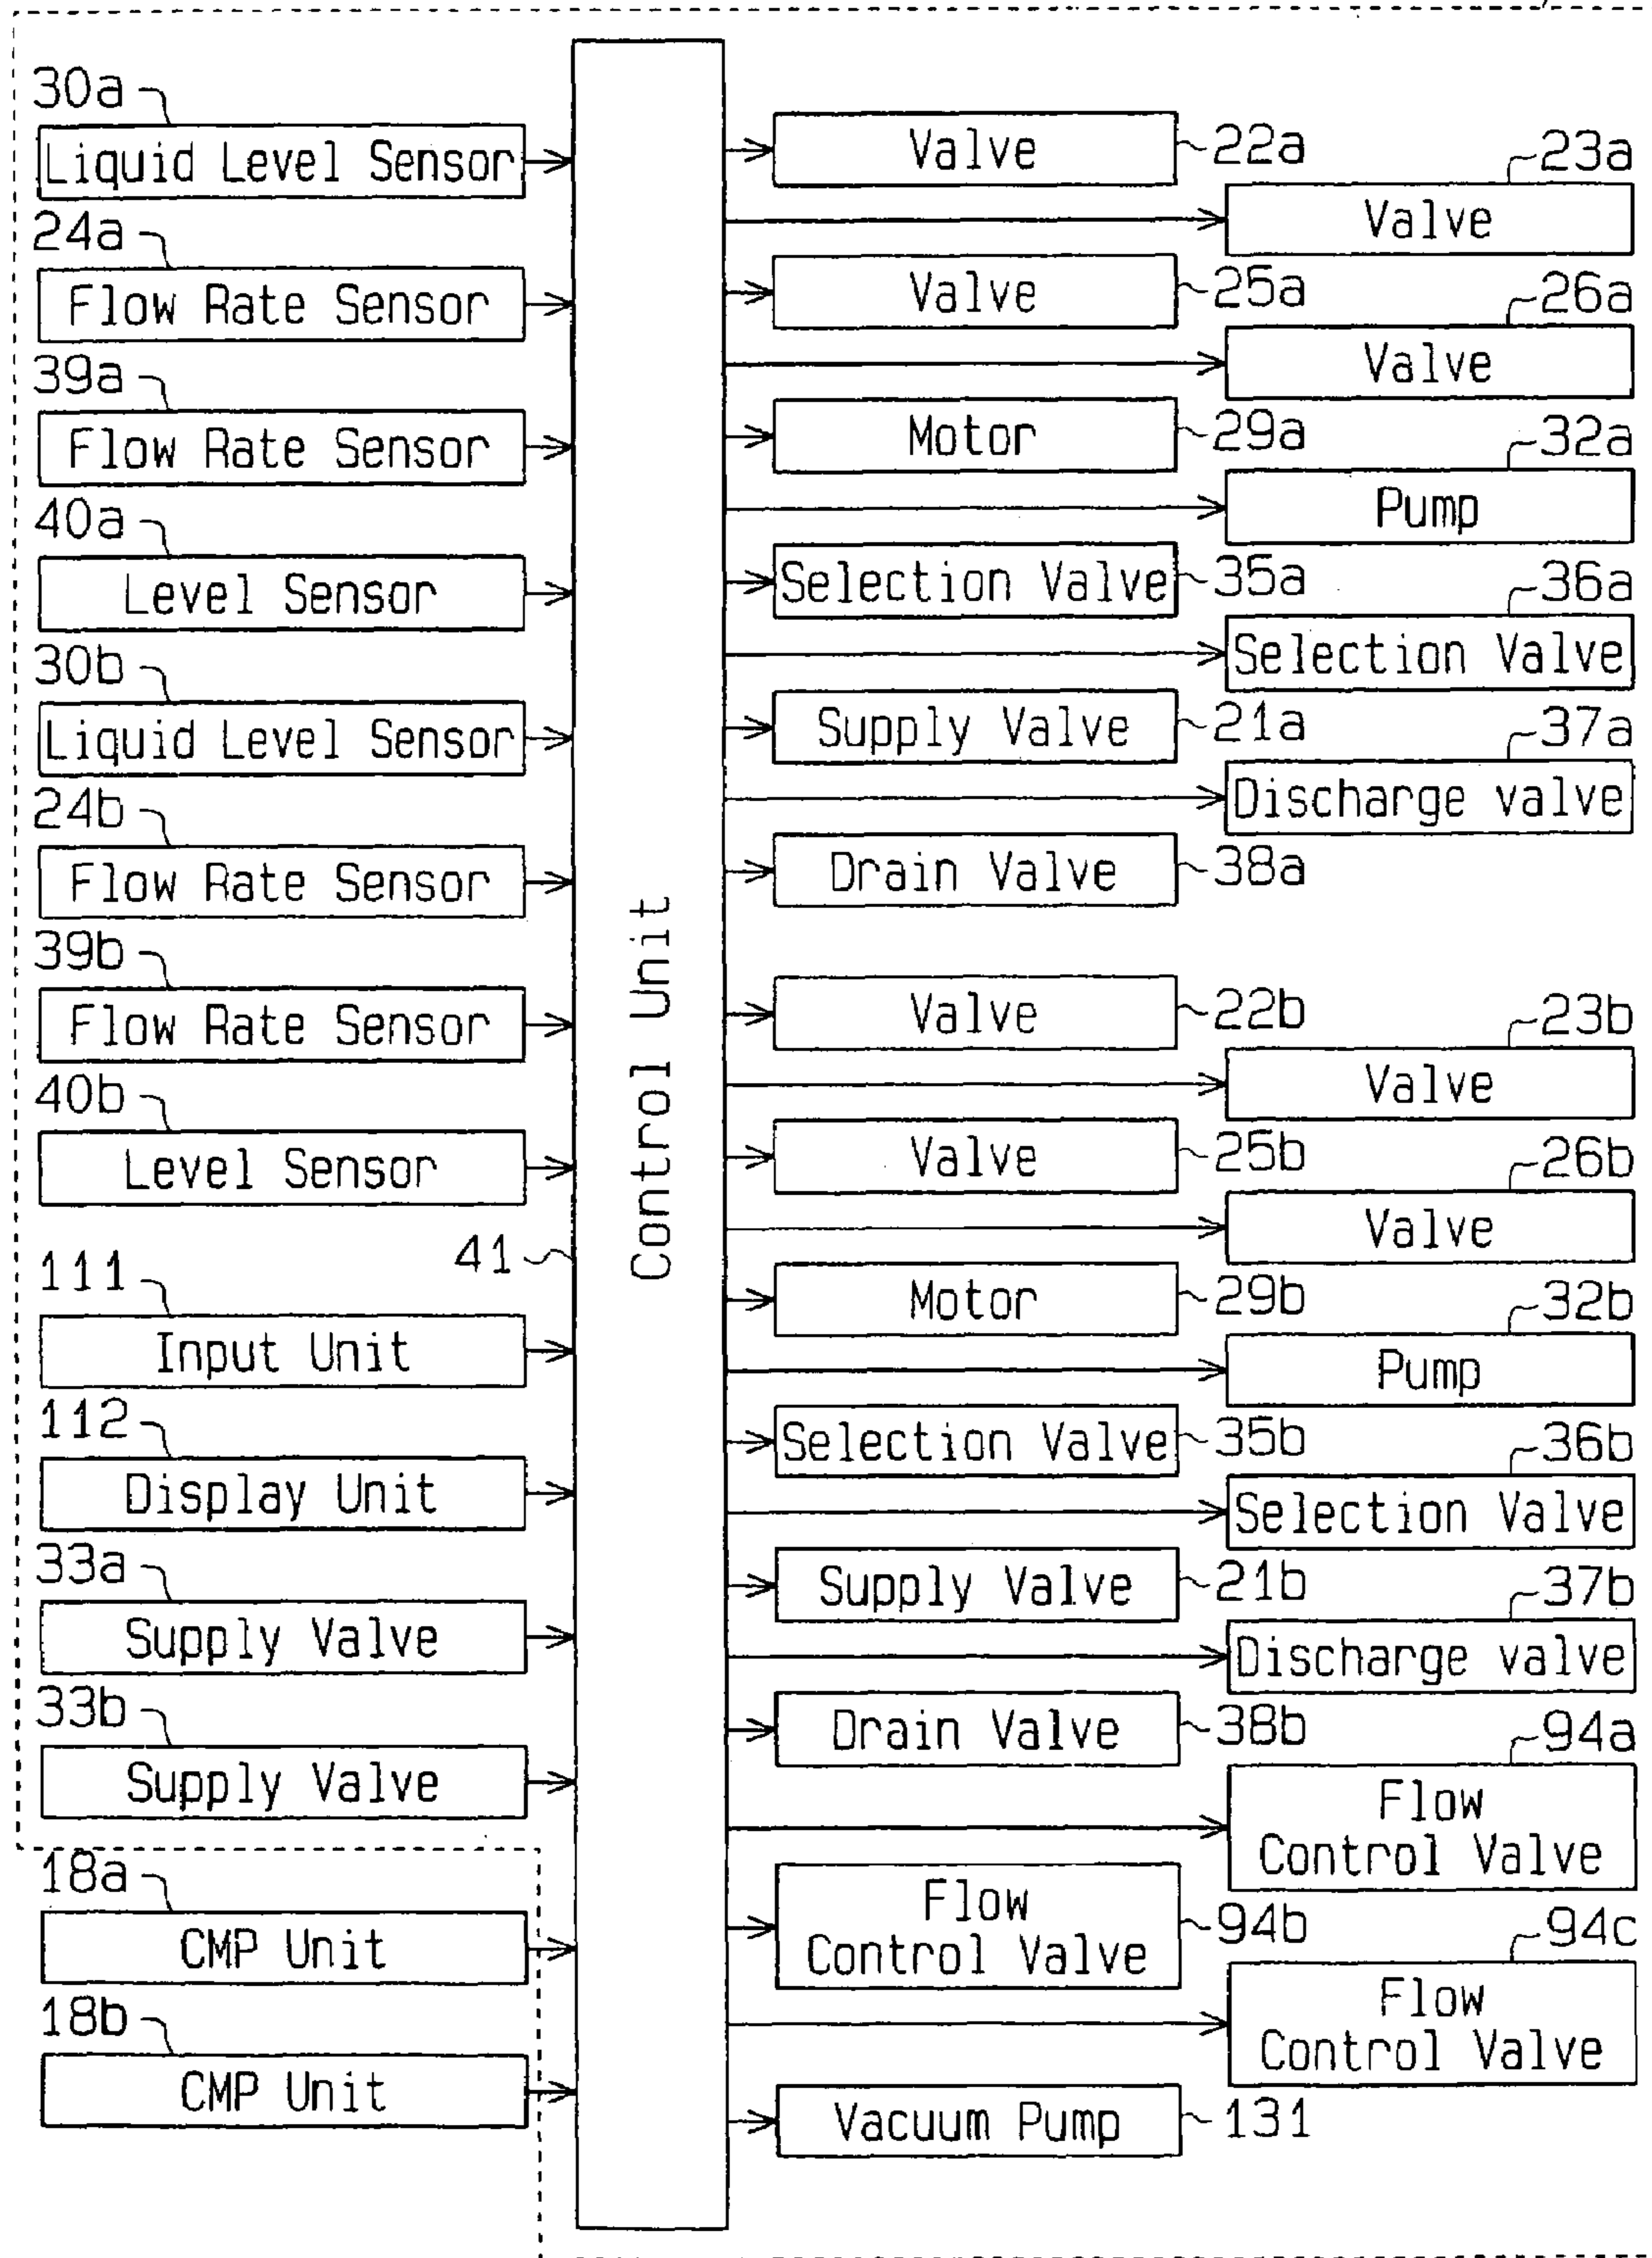 30a
Liquid Level Sensor
24a
Flow Rate Sensor
39a
Flow Rate Sensor
40a
Level Sensor
30b
Liquid Level Sensor
24b
Flow Rate Sensor
39b
Flow Rate Sensor
40b
Level Sensor
41
111
Input Unit
112
Display Unit
33a
Supply Valve
33b
Supply Valve
18a
CMP Unit
18b
CMP Unit
Control Unit
Valve
22a
23a
Valve
Valve
25a
26a
Valve
Motor
29a
32a
Pump
Selection Valve
35a
36a
Selection Valve
Supply Valve
21a
37a
Discharge valve
Drain Valve
38a
Valve
22b
23b
Valve
Valve
25b
26b
Valve
Motor
29b
32b
Pump
Selection Valve
35b
36b
Selection Valve
Supply Valve
21b
37b
Discharge valve
Drain Valve
38b
94a
Flow
Control Valve
Flow
Control Valve
94b
94c
Flow
Control Valve
Vacuum Pump
131